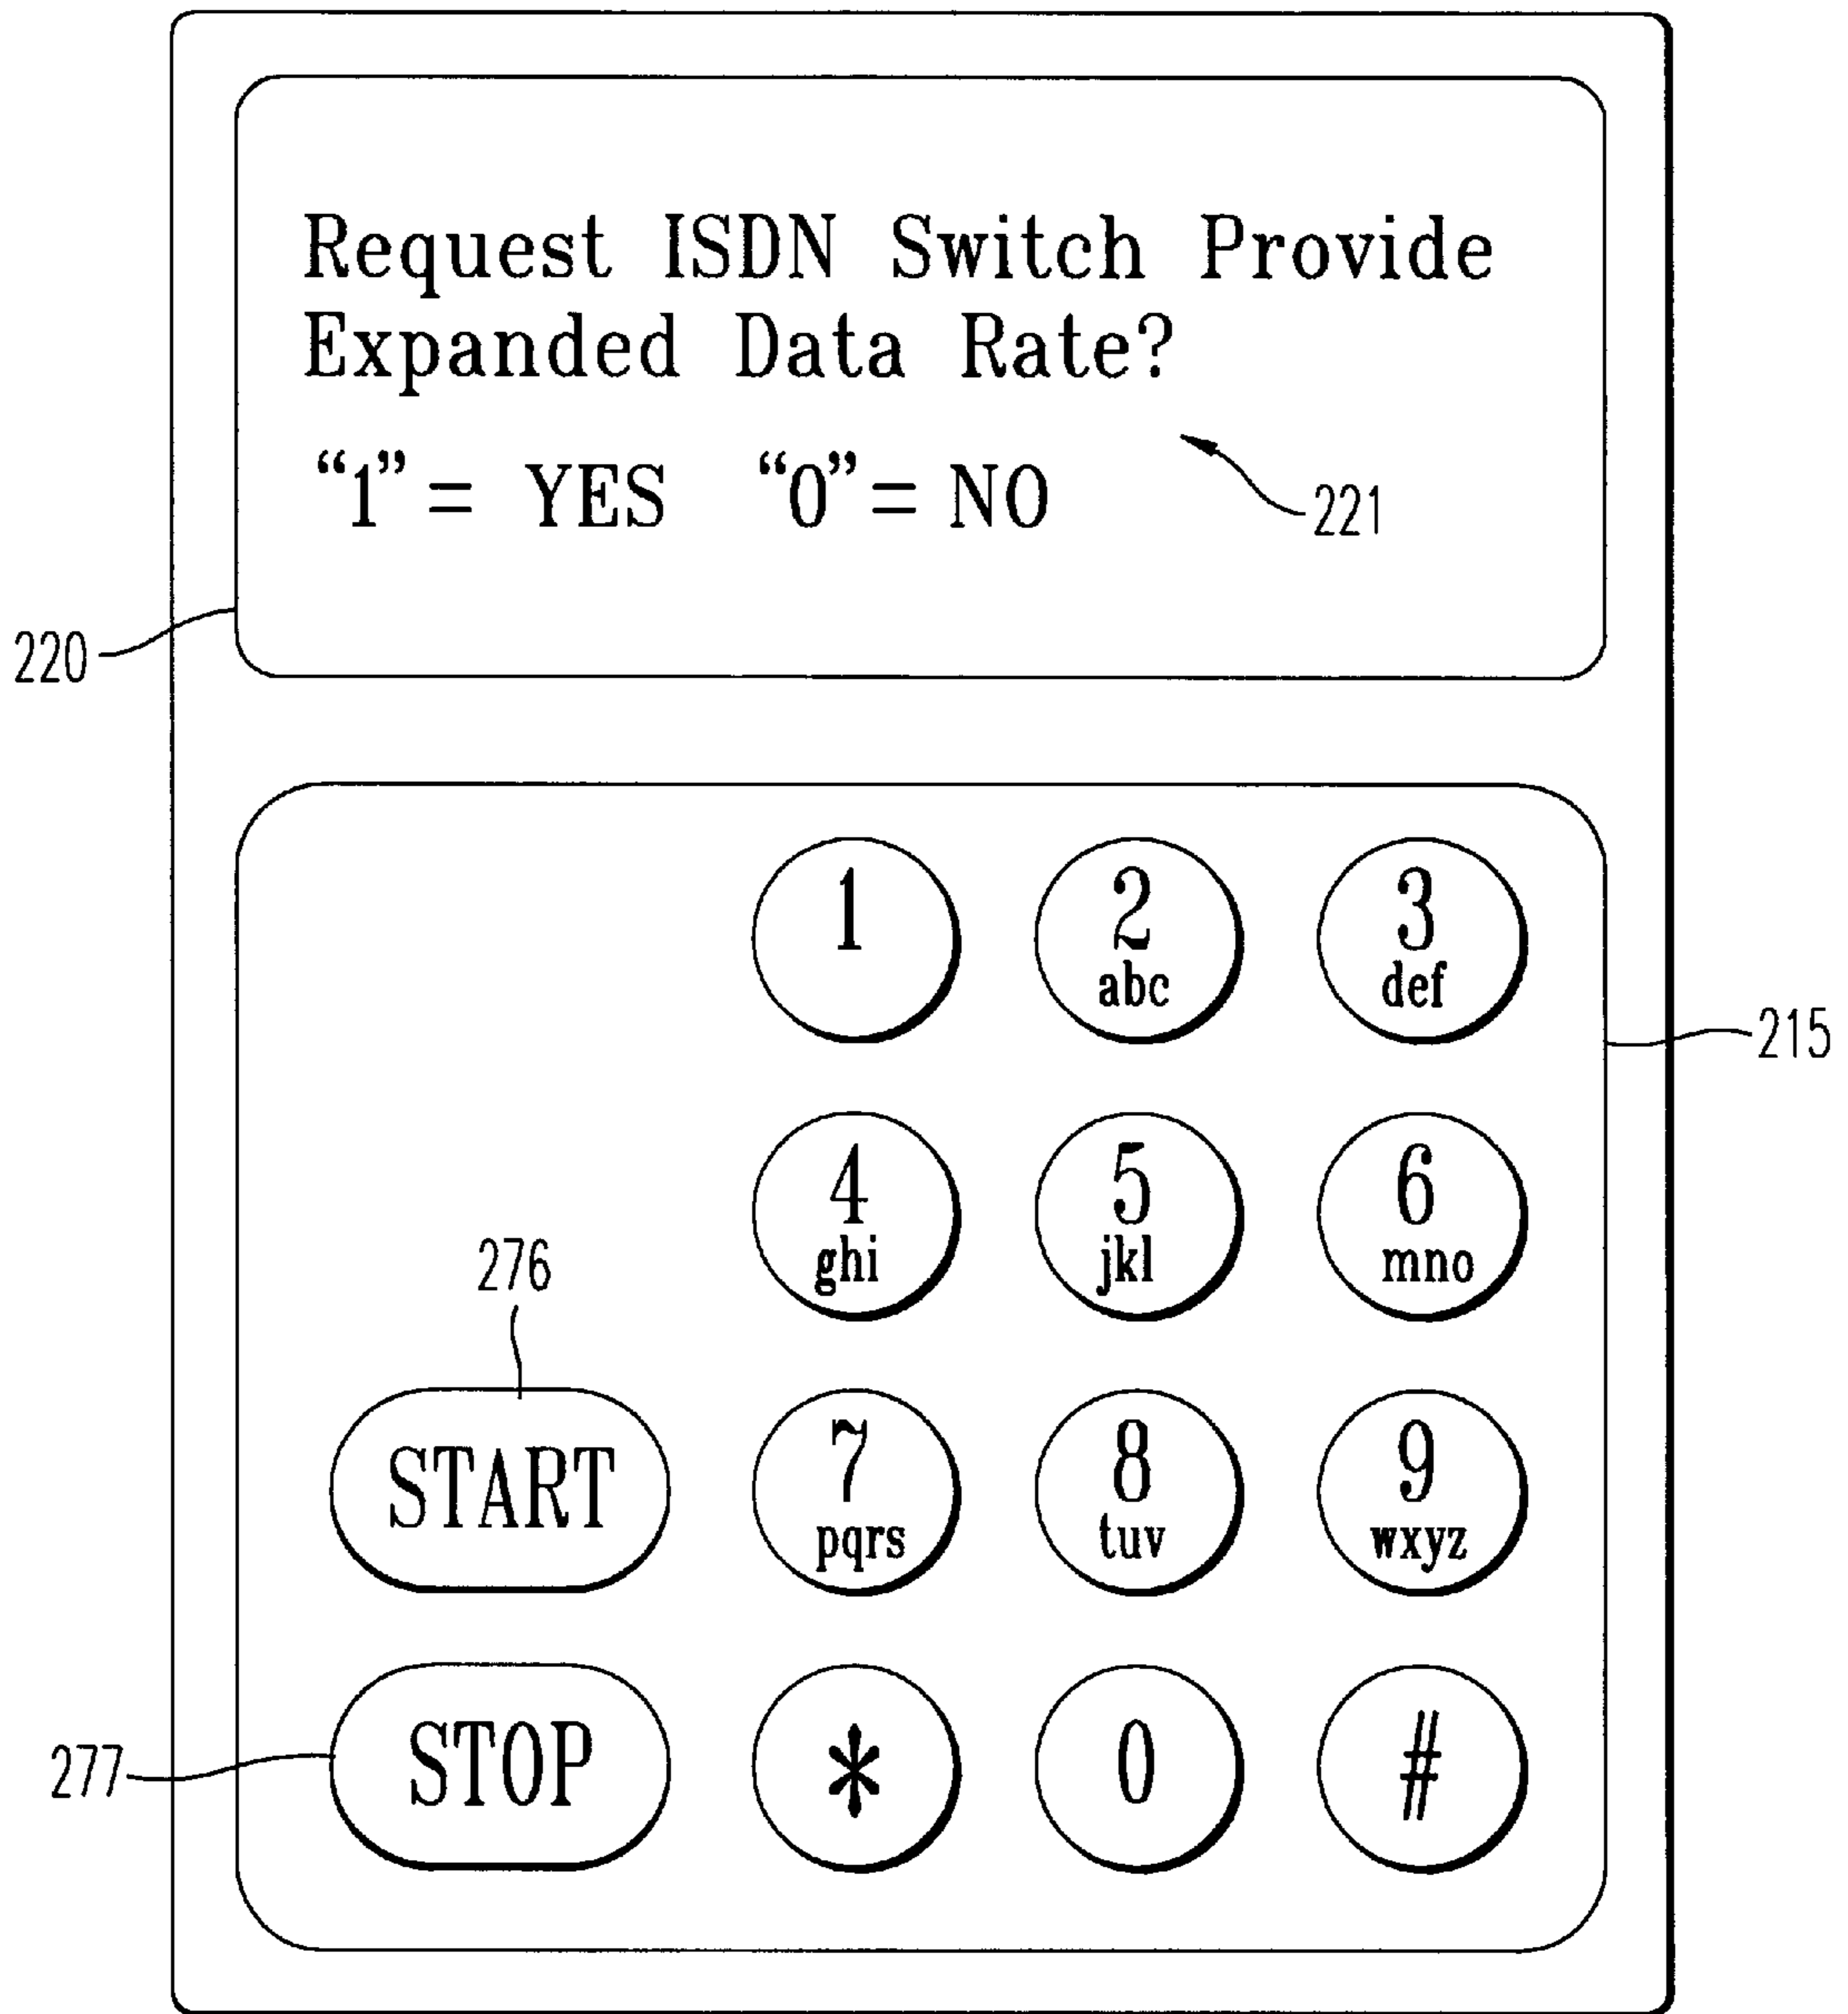 Request ISDN Switch Provide
Expanded Data Rate?
“1” = YES “0” = NO
221
220
1
2
abc
3
def
215
4
ghi
5
jkl
6
mno
276
START
7
pqrs
8
tuv
9
wxyz
277
STOP
*
0
#